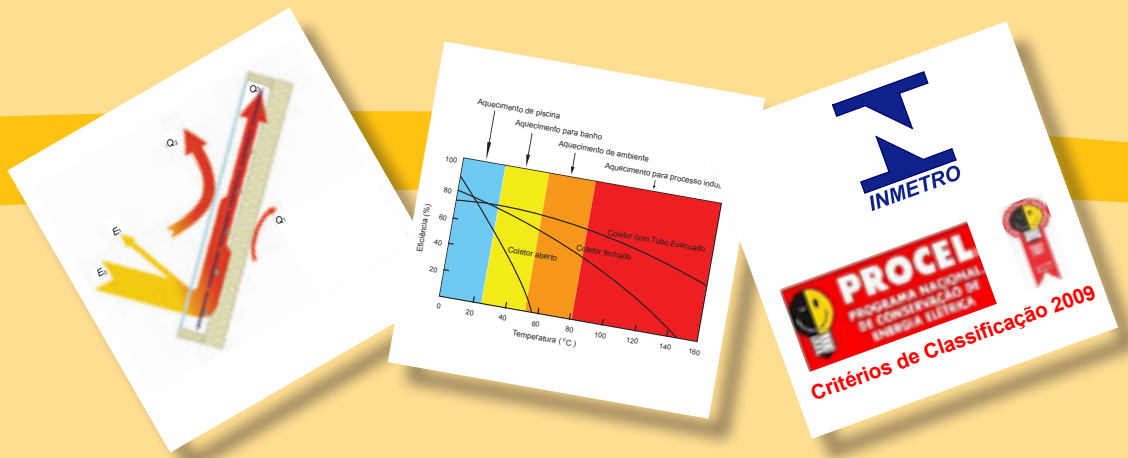 Q
Q
Q
E
E
Aquecimento de piscina
Aquecimento para banho
Aquecimento de ambiente
Aquecimento para processo indu
100
80
60
40
20
0
Eficiência (%)
Coletor aberto
Coletor fechado
Coletor com Tubo Evacuado
20
40
60
80
100
120
140
160
Temperatura (°C)
INMETRO
PROCEL
PROGRAMA NACIONAL
DE CONSERVAÇÃO DE
ENERGIA ELÉTRICA
Critérios de Classificação 2009